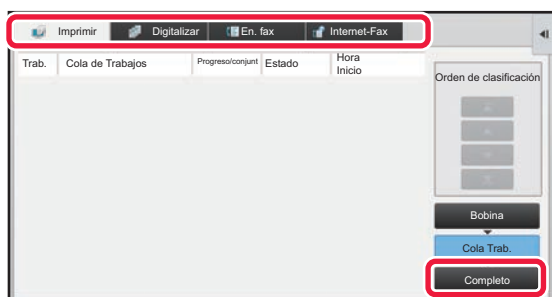 Imprimir Digitalizar En. fax Internet-Fax
Trab. Cola de Trabajos Progreso/conjunt Estado Hora
Inicio
Orden de clasificación
Bobina
Cola Trab.
Completo